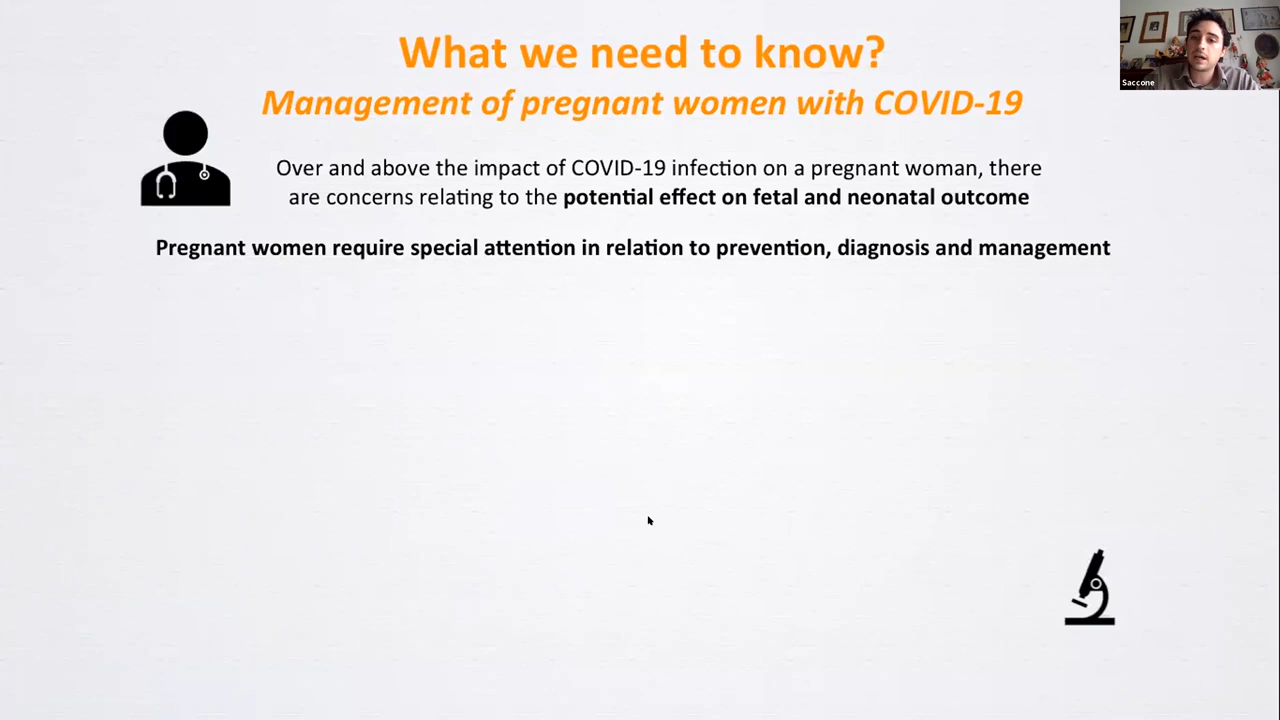 What we need to know?
Management of pregnant women with COVID-19
Saccone
Over and above the impact of COVID-19 infection on a pregnant woman, there
are concerns relating to the potential effect on fetal and neonatal outcome
Pregnant women require special attention in relation to prevention, diagnosis and management